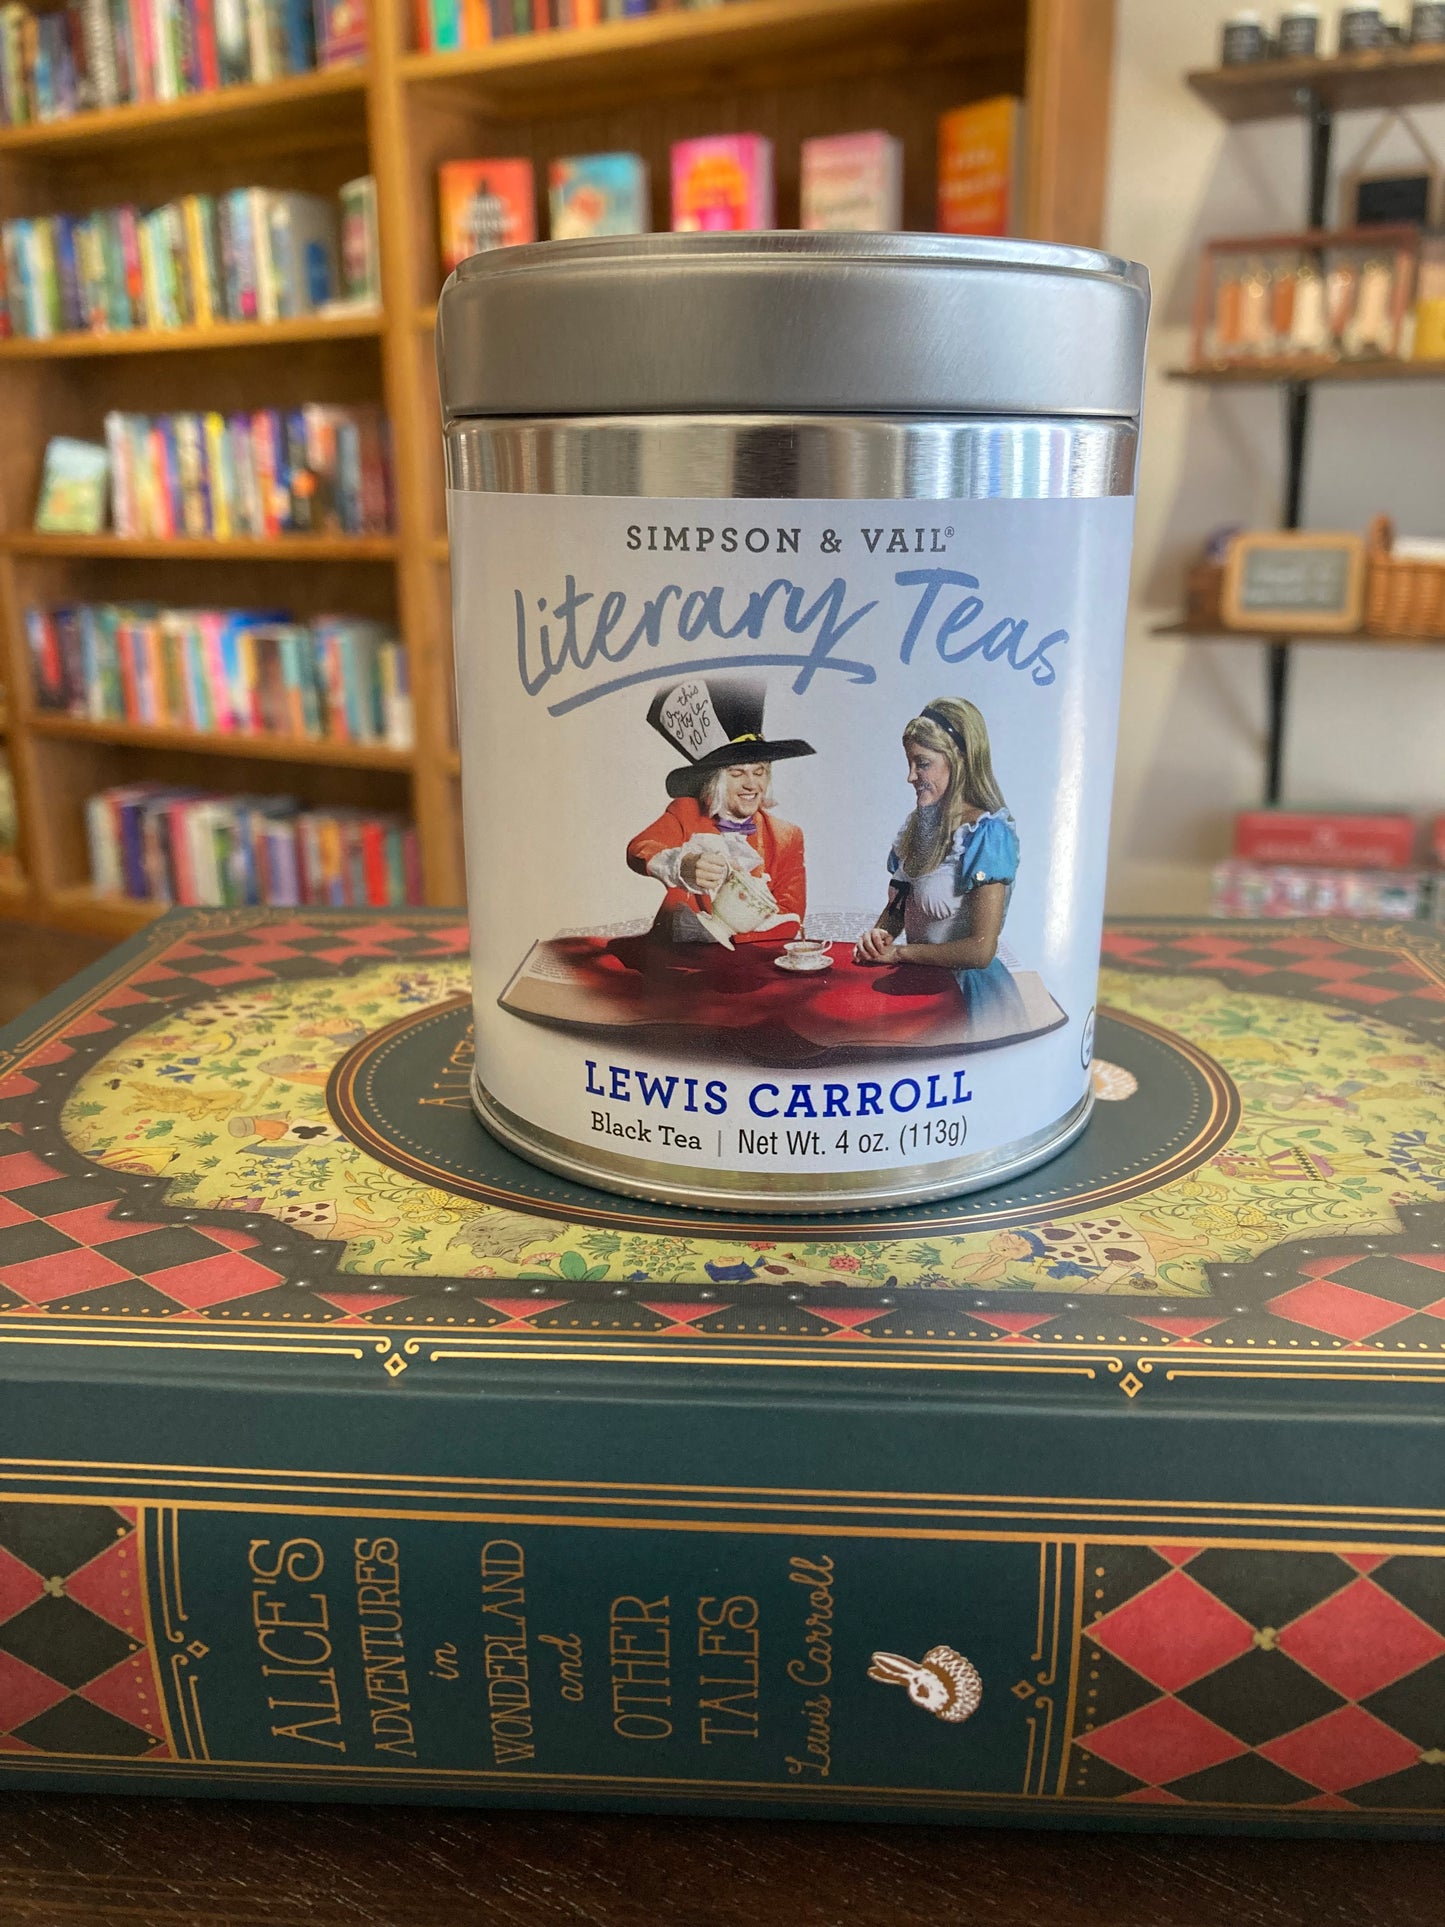 SIMPSON & VAIL®
Literary Teas
In this
Style
10/6
LEWIS CARROLL
Black Tea | Net Wt. 4 oz. (113g)
ALICE'S
ADVENTURES
in
WONDERLAND
and
OTHER
TALES
Lewis Carroll